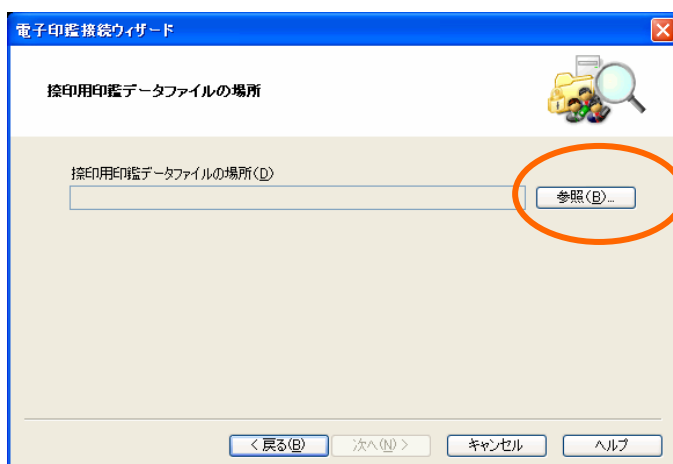 電子印鑑接続ウィザード
捺印用印鑑データファイルの場所
捺印用印鑑データファイルの場所(D)
参照(B)...
< 戻る(B)
次へ(N) >
キャンセル
ヘルプ